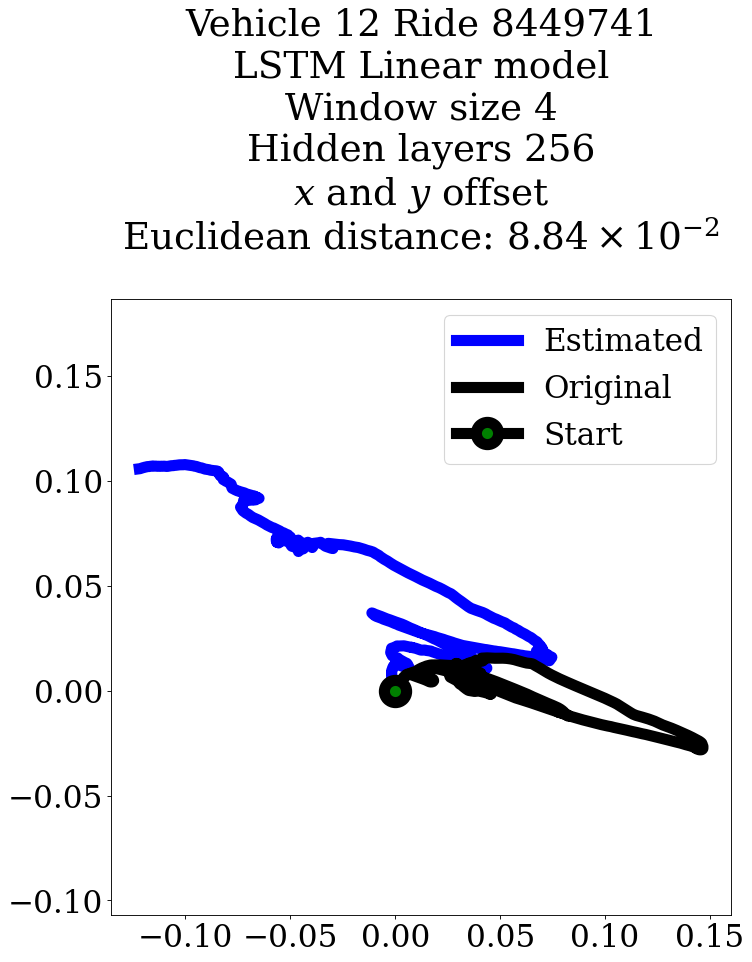 Vehicle 12 Ride 8449741
LSTM Linear model
Window size 4
Hidden layers 256
x and y offset
Euclidean distance: 8.84 × 10⁻²
Estimated
Original
Start
0.15
0.10
0.05
0.00
−0.05
−0.10
−0.10 −0.05 0.00 0.05 0.10 0.15